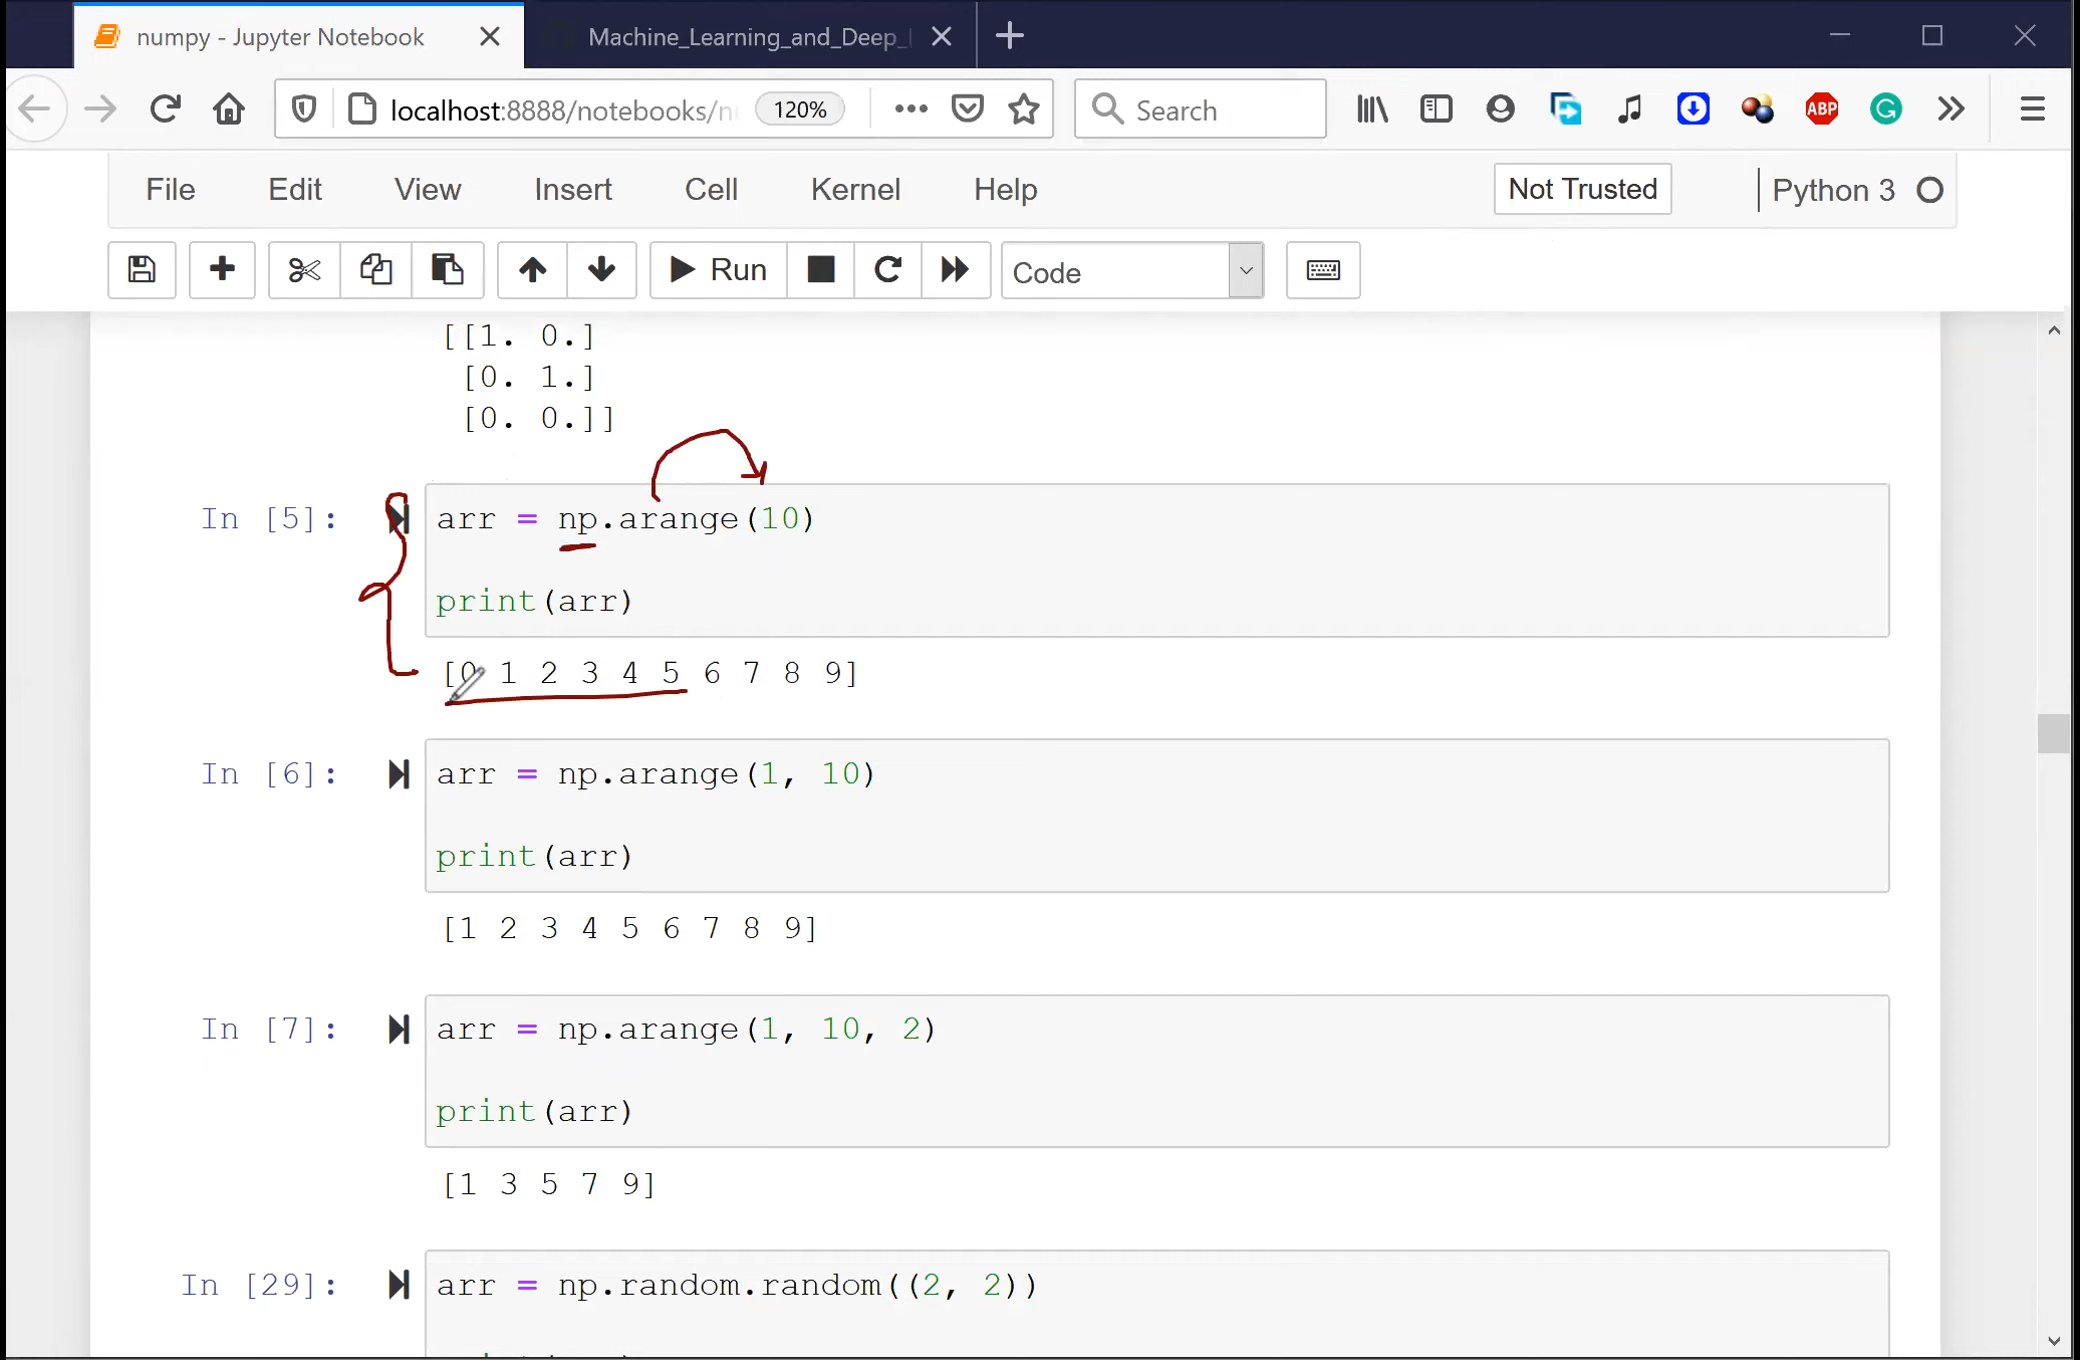 numpy - Jupyter Notebook
Machine_Learning_and_Deep_
localhost:8888/notebooks/n
120%
Search
ABP
File Edit View Insert Cell Kernel Help
Not Trusted
Python 3
Run
Code
[[1. 0.]
[0. 1.]
[0. 0.]]
In [5]:
arr = np.arange(10)
print(arr)
[0 1 2 3 4 5 6 7 8 9]
In [6]:
arr = np.arange(1, 10)
print(arr)
[1 2 3 4 5 6 7 8 9]
In [7]:
arr = np.arange(1, 10, 2)
print(arr)
[1 3 5 7 9]
In [29]:
arr = np.random.random((2, 2))